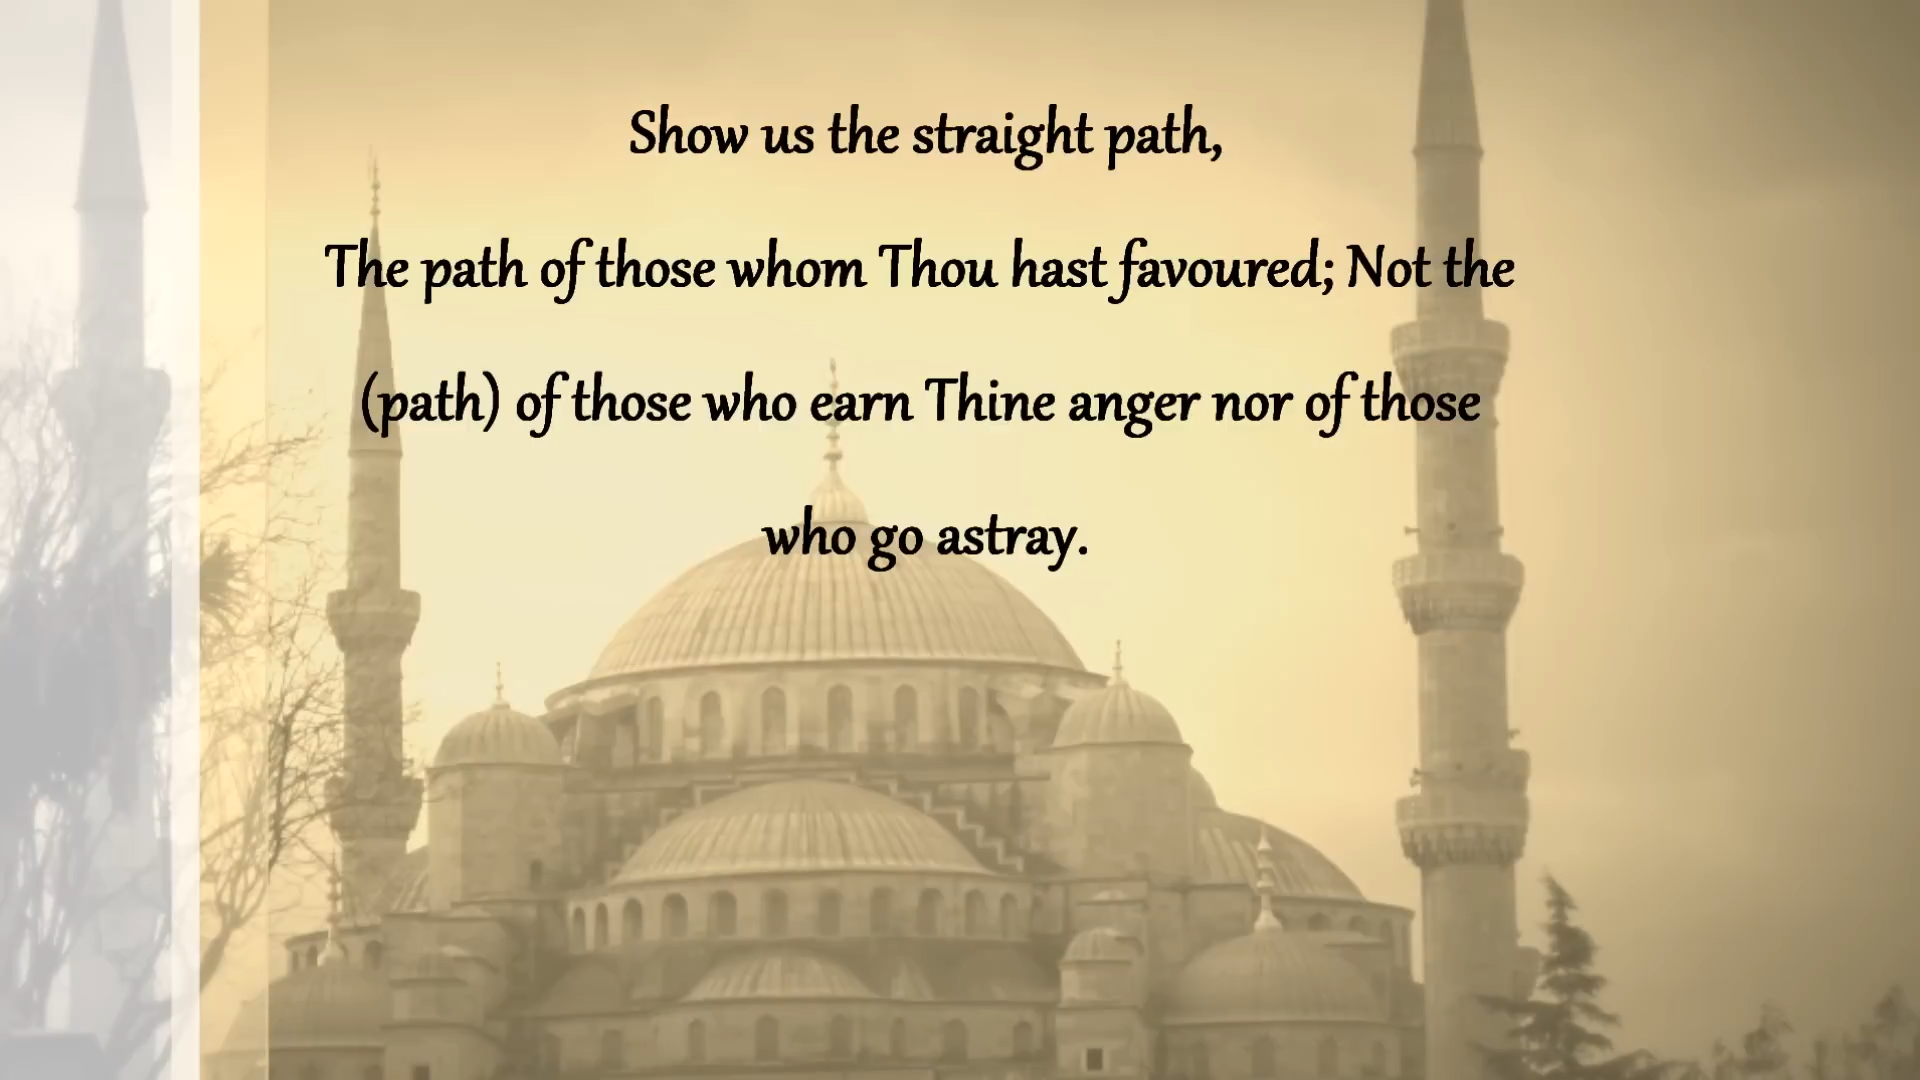 Show us the straight path,
The path of those whom Thou hast favoured; Not the
(path) of those who earn Thine anger nor of those
who go astray.